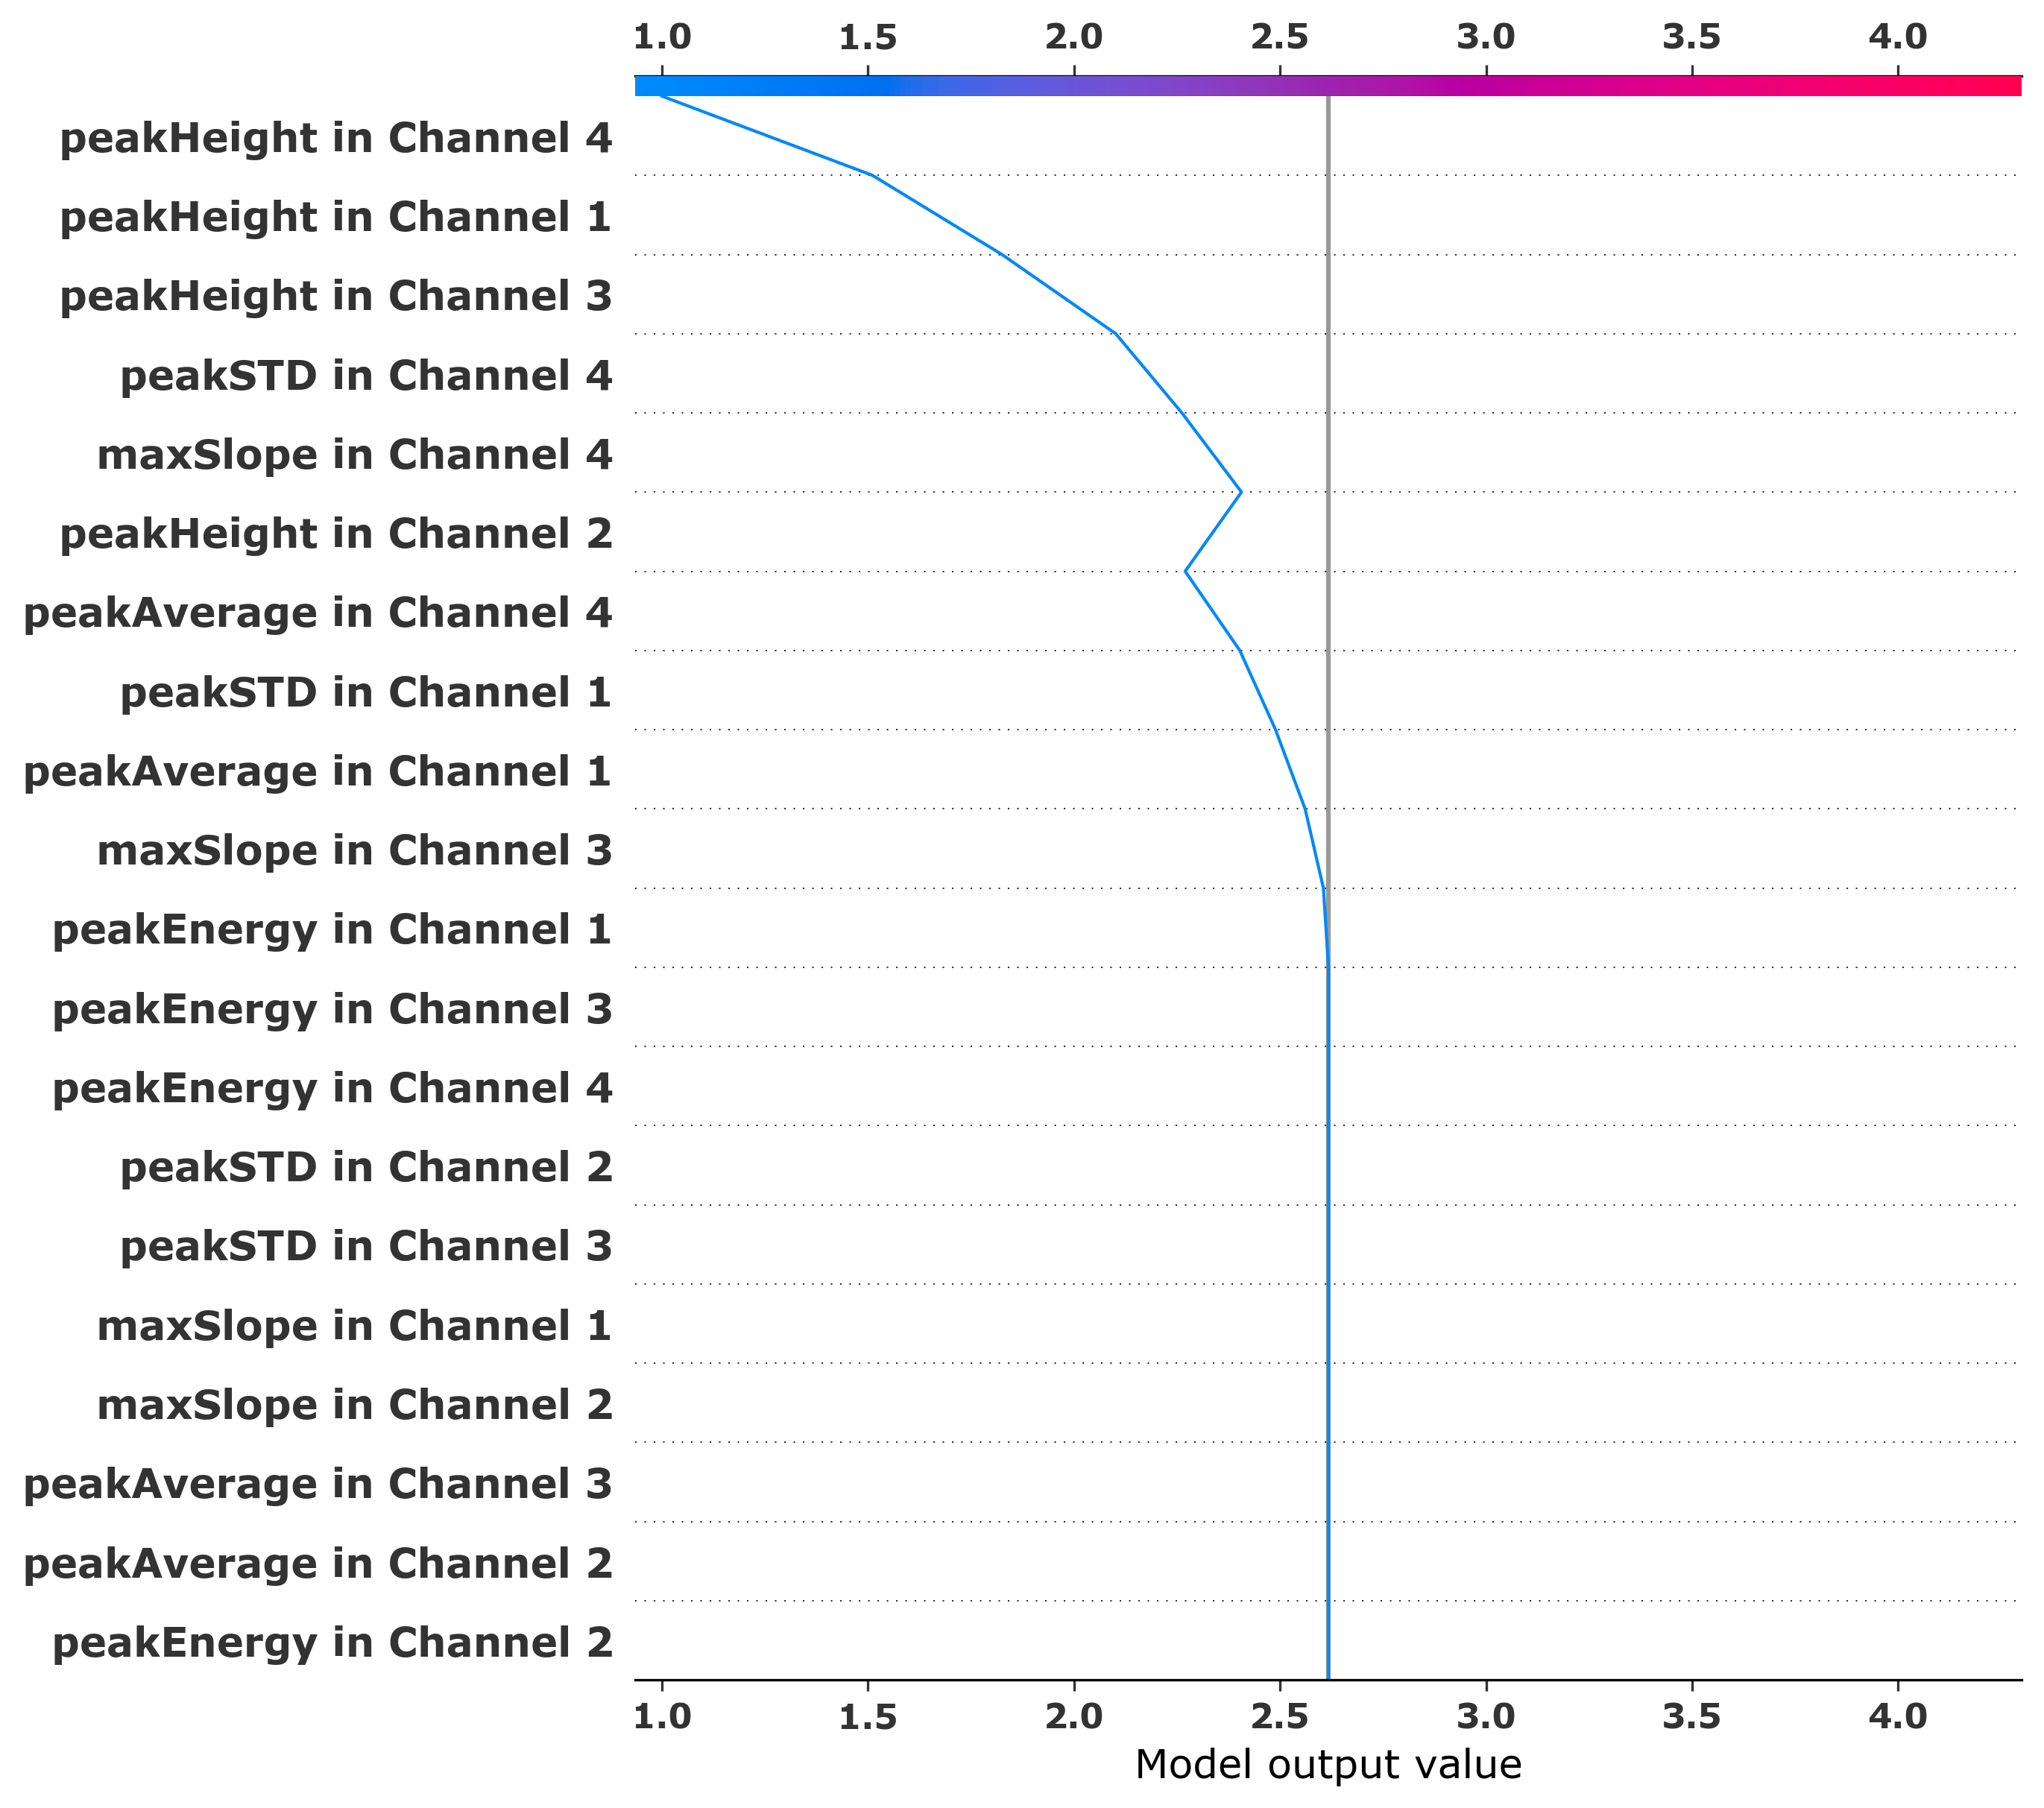 1.0 1.5 2.0 2.5 3.0 3.5 4.0
peakHeight in Channel 4
peakHeight in Channel 1
peakHeight in Channel 3
peakSTD in Channel 4
maxSlope in Channel 4
peakHeight in Channel 2
peakAverage in Channel 4
peakSTD in Channel 1
peakAverage in Channel 1
maxSlope in Channel 3
peakEnergy in Channel 1
peakEnergy in Channel 3
peakEnergy in Channel 4
peakSTD in Channel 2
peakSTD in Channel 3
maxSlope in Channel 1
maxSlope in Channel 2
peakAverage in Channel 3
peakAverage in Channel 2
peakEnergy in Channel 2
1.0 1.5 2.0 2.5 3.0 3.5 4.0
Model output value